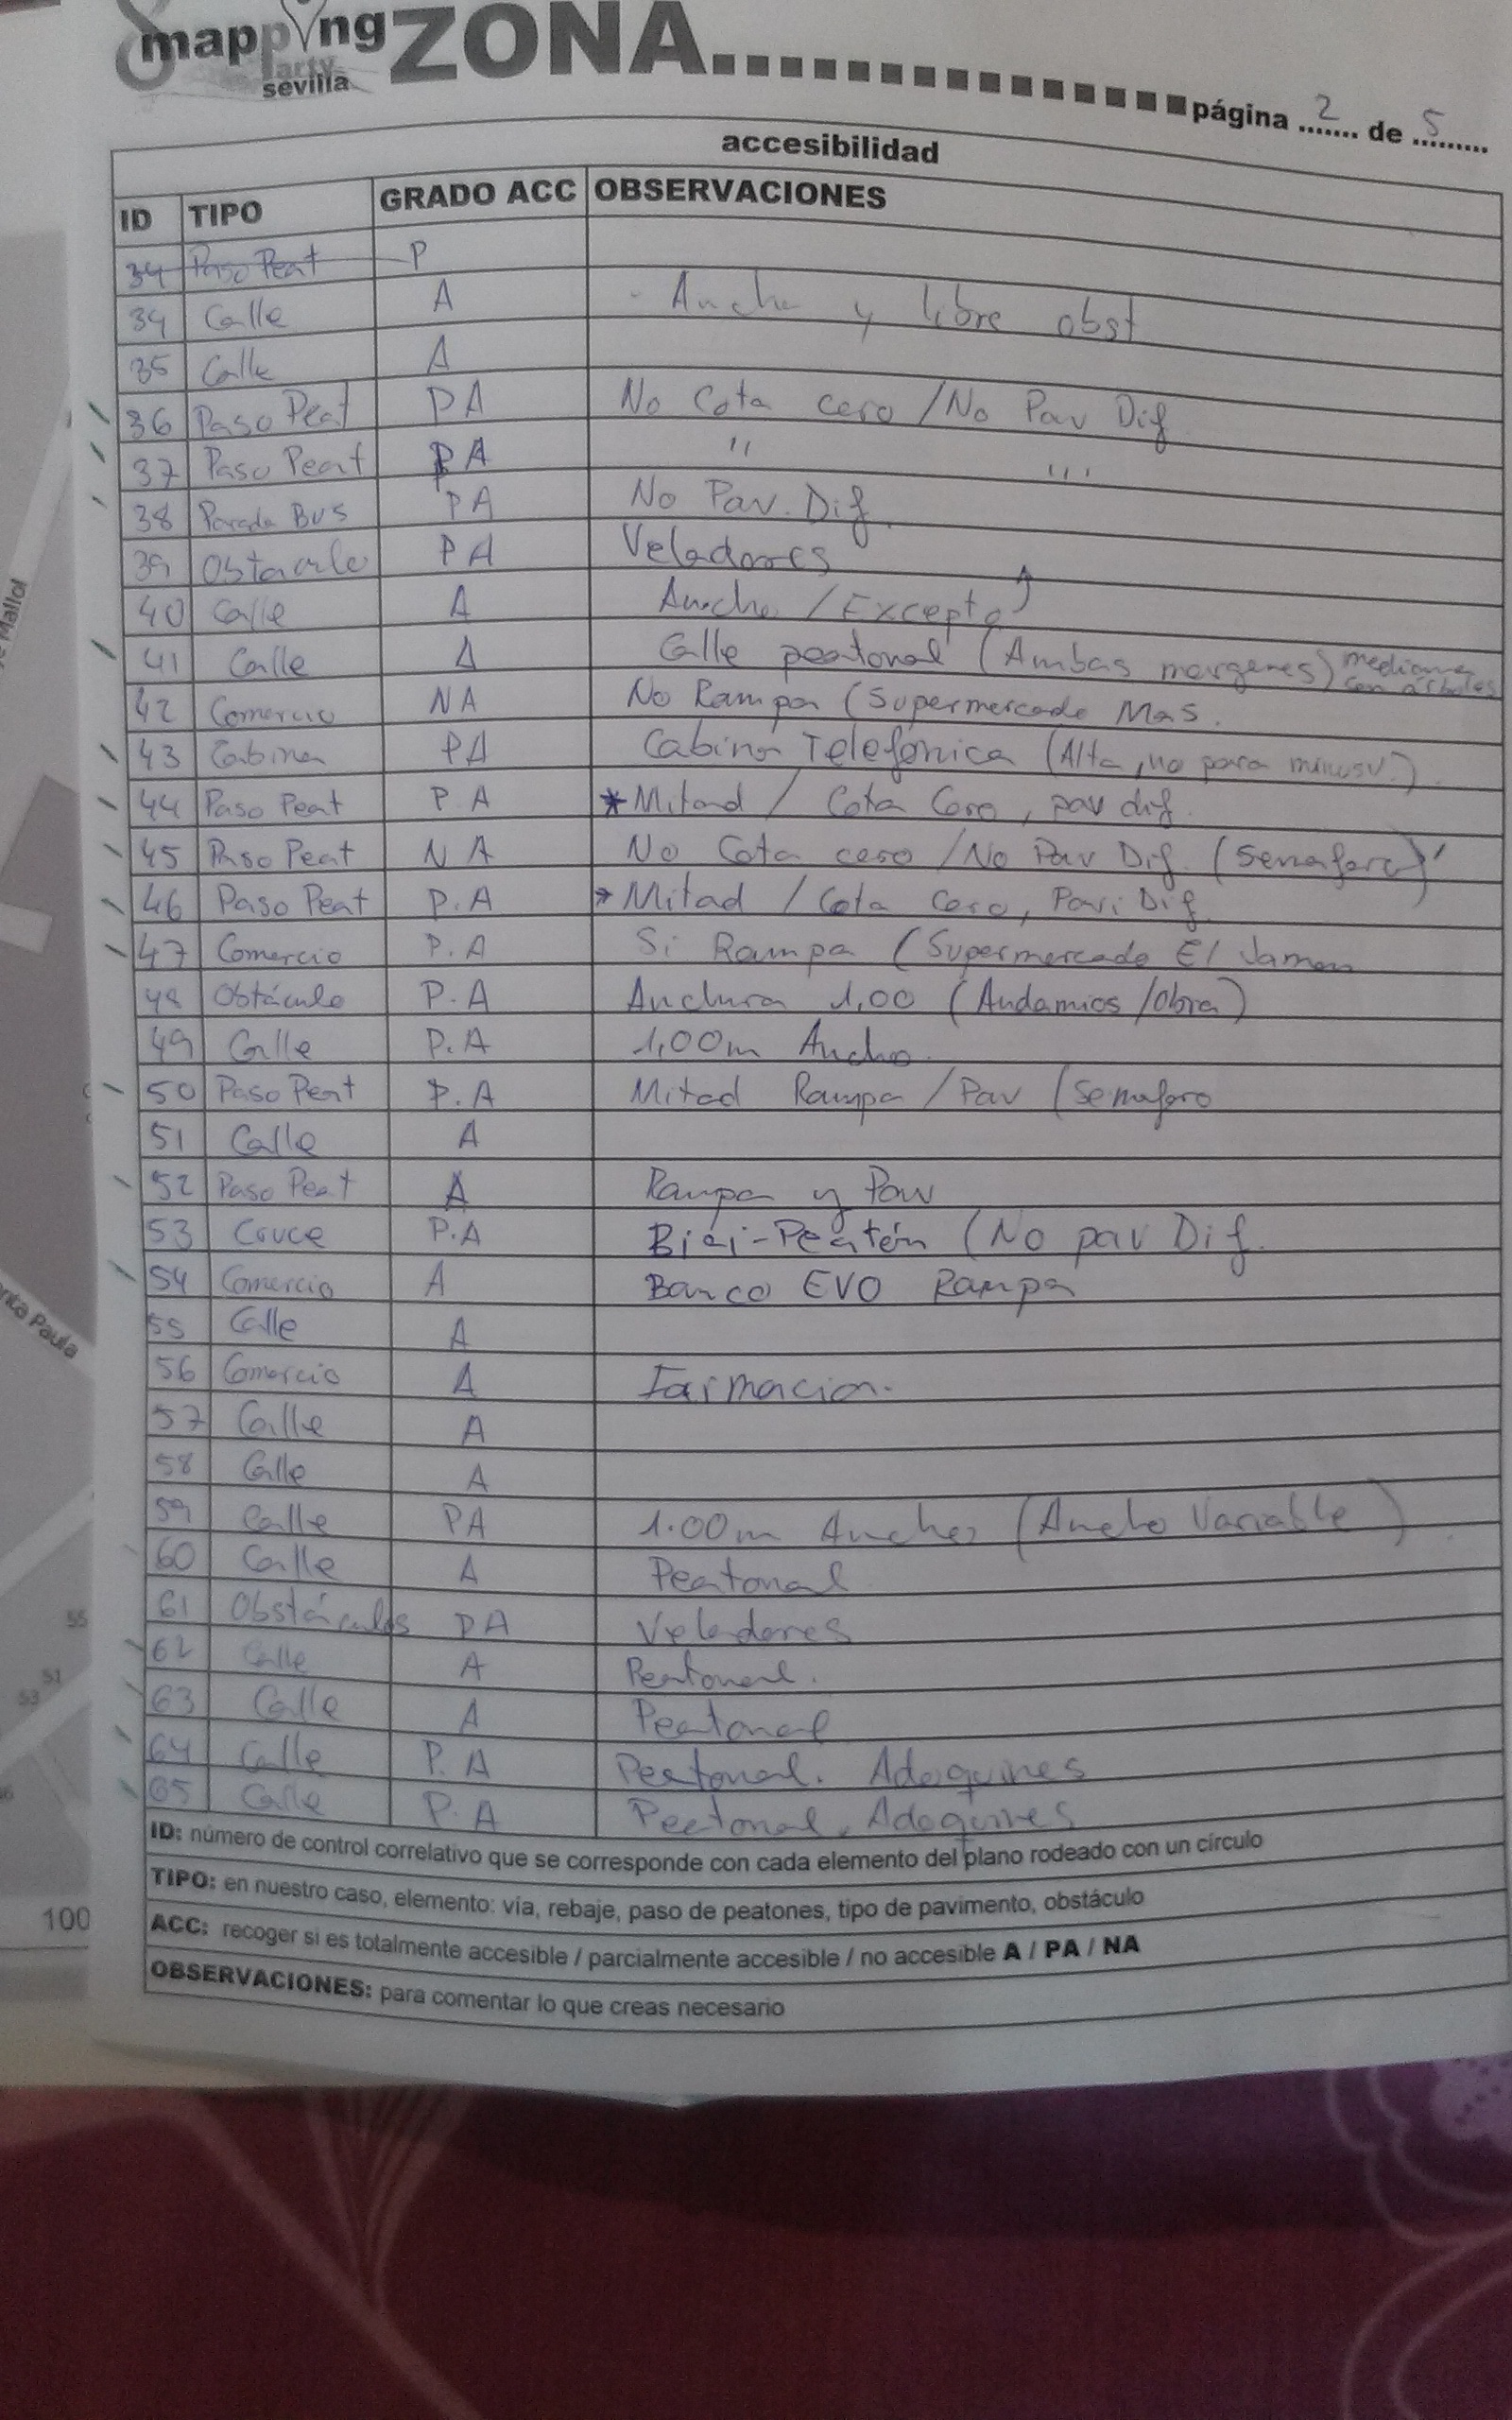 mapping ZONA..................página 2 de 5
party
sevilla
accesibilidad
ID TIPO GRADO ACC OBSERVACIONES
34 Paso Peat P
34 Calle A - Ancha y libre obst
35 Calle A
36 Paso Peat PA No Cota cero / No Pav Dif
37 Paso Peat PA " "
38 Parada BUS PA No Pav. Dif.
39 Obstaculo PA Veladores
40 Calle A Ancha / Excepto
41 Calle A Calle peatonal (Ambas margenes) mediana con árboles
42 Comercio NA No Rampa (Supermercado Mas.
43 Cabina PA Cabina Telefónica (Alta, no para minusv.)
44 Paso Peat P A * Mitad / Cota Cero, pav dif.
45 Paso Peat N A No Cota cero / No Pav Dif. (Semaforo)
46 Paso Peat P.A * Mitad / Cota Cero, Pav. Dif.
47 Comercio P.A Si Rampa (Supermercado El Jamon
48 Obstáculo P.A Anchura 1,00 (Andamios/Obra)
49 Calle P.A 1,00m Ancho.
50 Paso Peat P.A Mitad Rampa / Pav (Semaforo
51 Calle A
52 Paso Peat A Rampa y Pav
53 Cruce P.A Bici-Peatón (No pav Dif.
54 Comercio A Banco EVO Rampa
55 Calle A
56 Comercio A Farmacia.
57 Calle A
58 Calle A
59 Calle PA 1.00m Ancho (Ancho Variable)
60 Calle A Peatonal
61 Obstáculos PA Veladores
62 Calle A Peatonal.
63 Calle A Peatonal
64 Calle P.A Peatonal. Adoquines
65 Calle P.A Peatonal. Adoquines
ID: número de control correlativo que se corresponde con cada elemento del plano rodeado con un círculo
TIPO: en nuestro caso, elemento: vía, rebaje, paso de peatones, tipo de pavimento, obstáculo
ACC: recoger si es totalmente accesible / parcialmente accesible / no accesible A / PA / NA
OBSERVACIONES: para comentar lo que creas necesario
Mallol
Paula
55
51
53
100